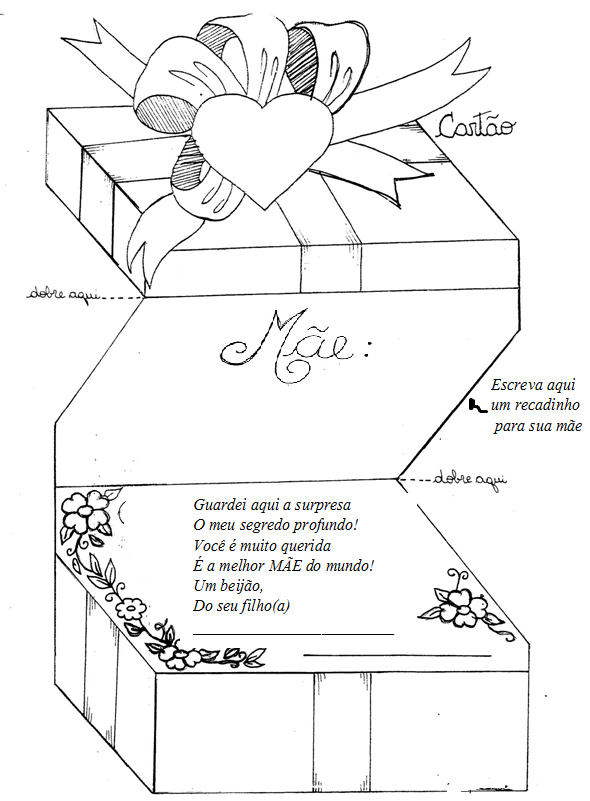 Cartão
dobre aqui
Mãe:
Escreva aqui
um recadinho
para sua mãe
dobre aqui
Guardei aqui a surpresa
O meu segredo profundo!
Você é muito querida
É a melhor MÃE do mundo!
Um beijão,
Do seu filho(a)